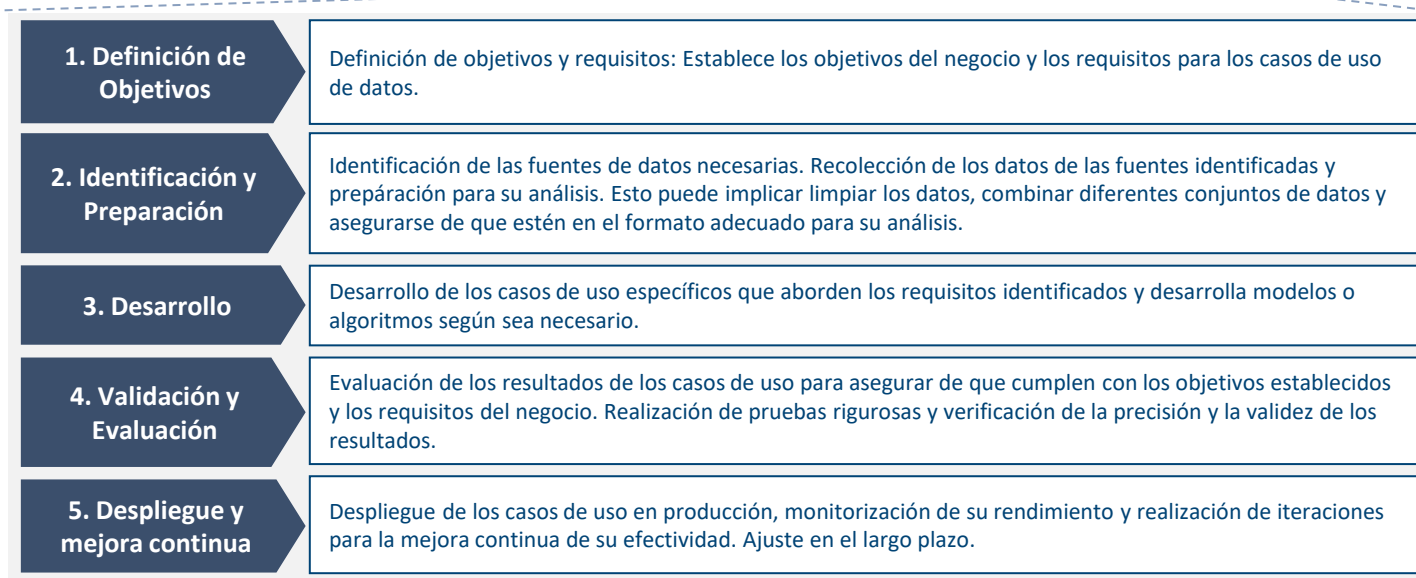 1. Definición de
Objetivos
Definición de objetivos y requisitos: Establece los objetivos del negocio y los requisitos para los casos de uso
de datos.
2. Identificación y
Preparación
Identificación de las fuentes de datos necesarias. Recolección de los datos de las fuentes identificadas y
prepáración para su análisis. Esto puede implicar limpiar los datos, combinar diferentes conjuntos de datos y
asegurarse de que estén en el formato adecuado para su análisis.
3. Desarrollo
Desarrollo de los casos de uso específicos que aborden los requisitos identificados y desarrolla modelos o
algoritmos según sea necesario.
4. Validación y
Evaluación
Evaluación de los resultados de los casos de uso para asegurar de que cumplen con los objetivos establecidos
y los requisitos del negocio. Realización de pruebas rigurosas y verificación de la precisión y la validez de los
resultados.
5. Despliegue y
mejora continua
Despliegue de los casos de uso en producción, monitorización de su rendimiento y realización de iteraciones
para la mejora continua de su efectividad. Ajuste en el largo plazo.